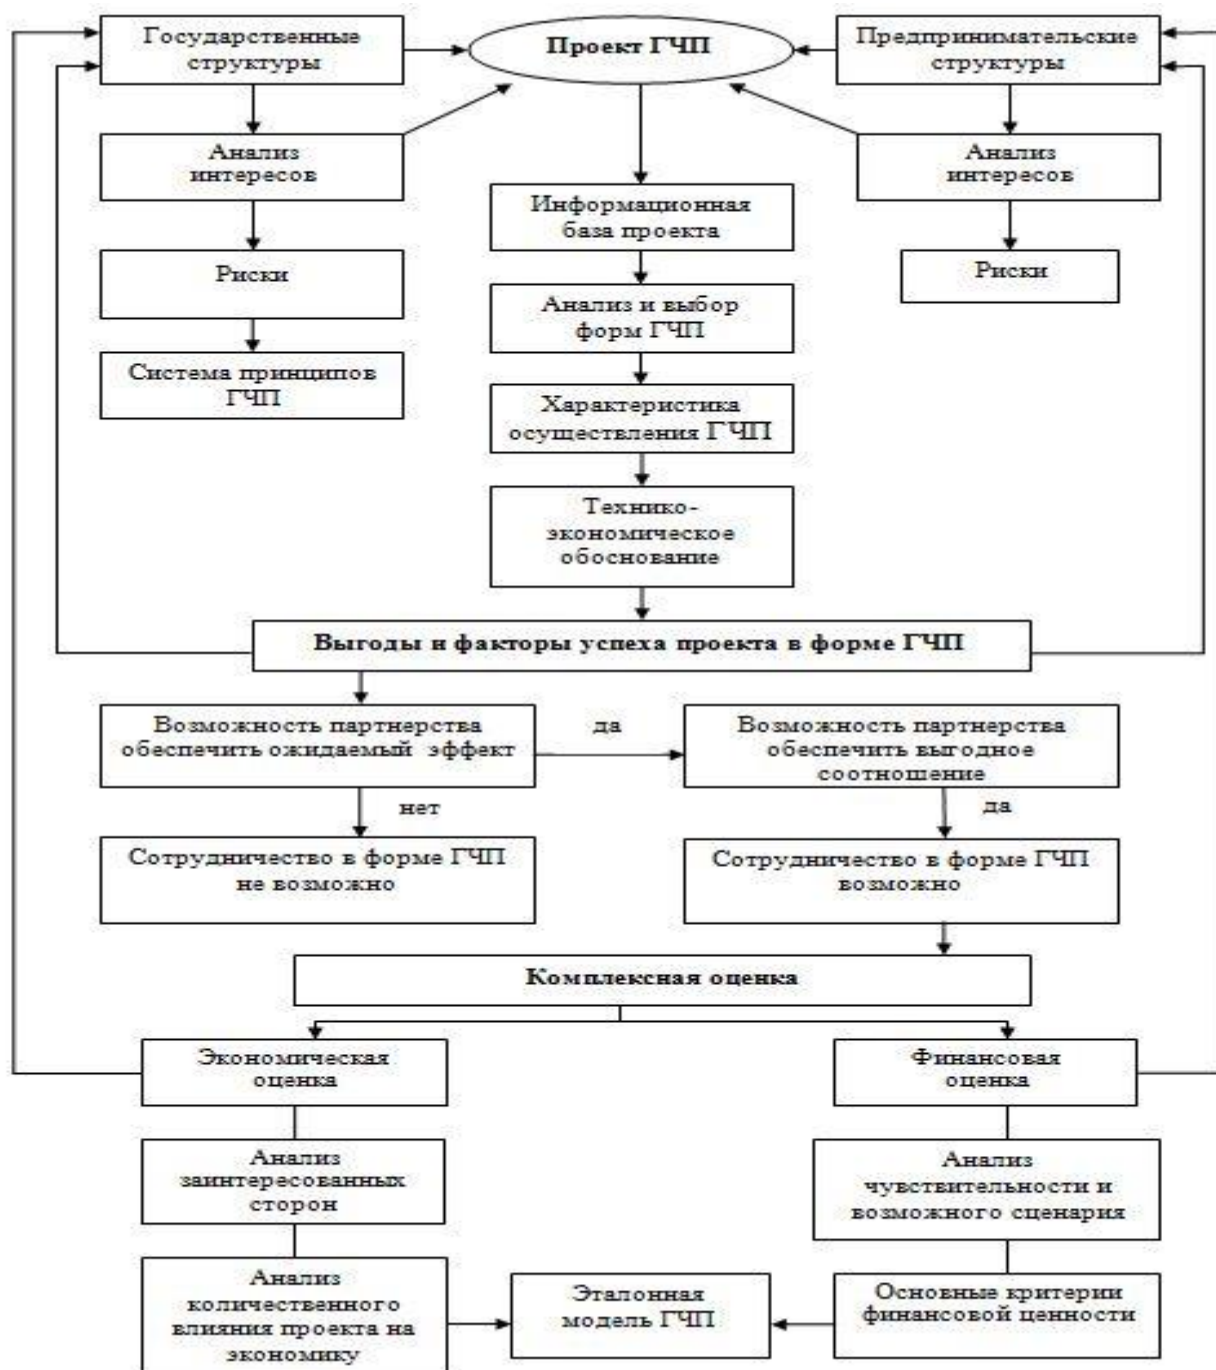 Государственные
структуры
Проект ГЧП
Предпринимательские
структуры
Анализ
интересов
Анализ
интересов
Информационная
база проекта
Риски
Риски
Анализ и выбор
форм ГЧП
Система принципов
ГЧП
Характеристика
осуществления ГЧП
Технико-
экономическое
обоснование
Выгоды и факторы успеха проекта в форме ГЧП
Возможность партнерства
обеспечить ожидаемый эффект
да
Возможность партнерства
обеспечить выгодное
соотношение
нет
да
Сотрудничество в форме ГЧП
не возможно
Сотрудничество в форме ГЧП
возможно
Комплексная оценка
Экономическая
оценка
Финансовая
оценка
Анализ
заинтересованных
сторон
Анализ
чувствительности и
возможного сценария
Анализ
количественного
влияния проекта на
экономику
Эталонная
модель ГЧП
Основные критерии
финансовой ценности